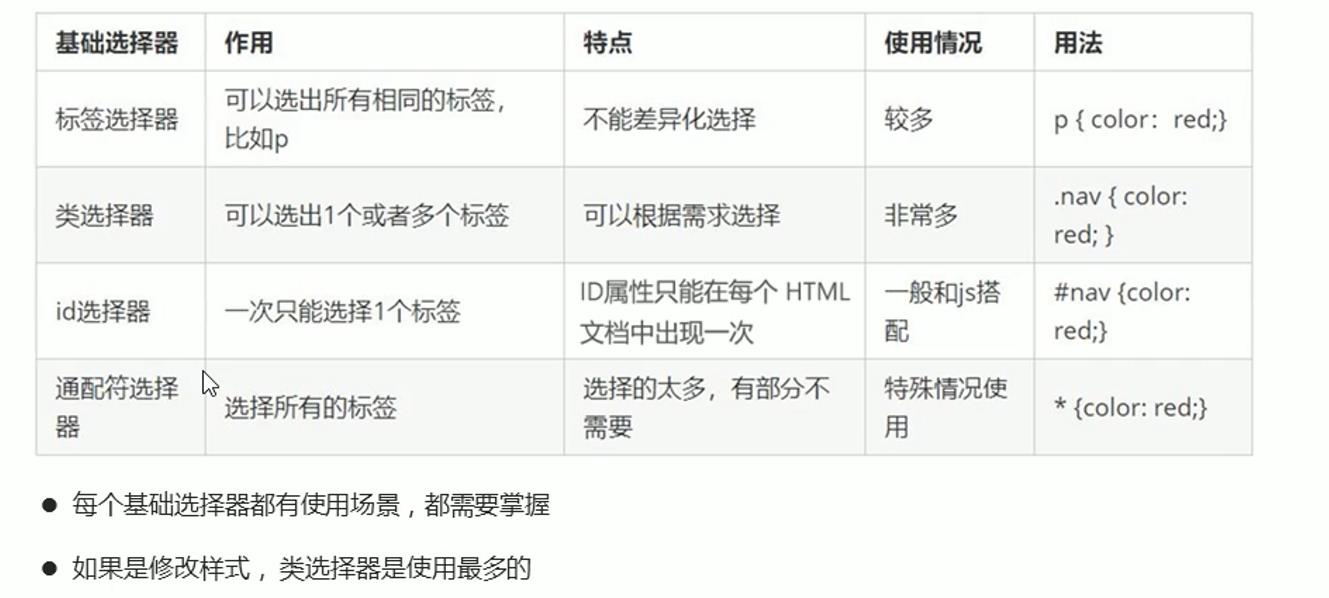 基础选择器 作用 特点 使用情况 用法
标签选择器 可以选出所有相同的标签，
比如p 不能差异化选择 较多 p { color：red;}
类选择器 可以选出1个或者多个标签 可以根据需求选择 非常多 .nav { color:
red; }
id选择器 一次只能选择1个标签 ID属性只能在每个 HTML
文档中出现一次 一般和js搭
配 #nav {color:
red;}
通配符选择
器 选择所有的标签 选择的太多，有部分不
需要 特殊情况使
用 * {color: red;}
● 每个基础选择器都有使用场景，都需要掌握
● 如果是修改样式，类选择器是使用最多的